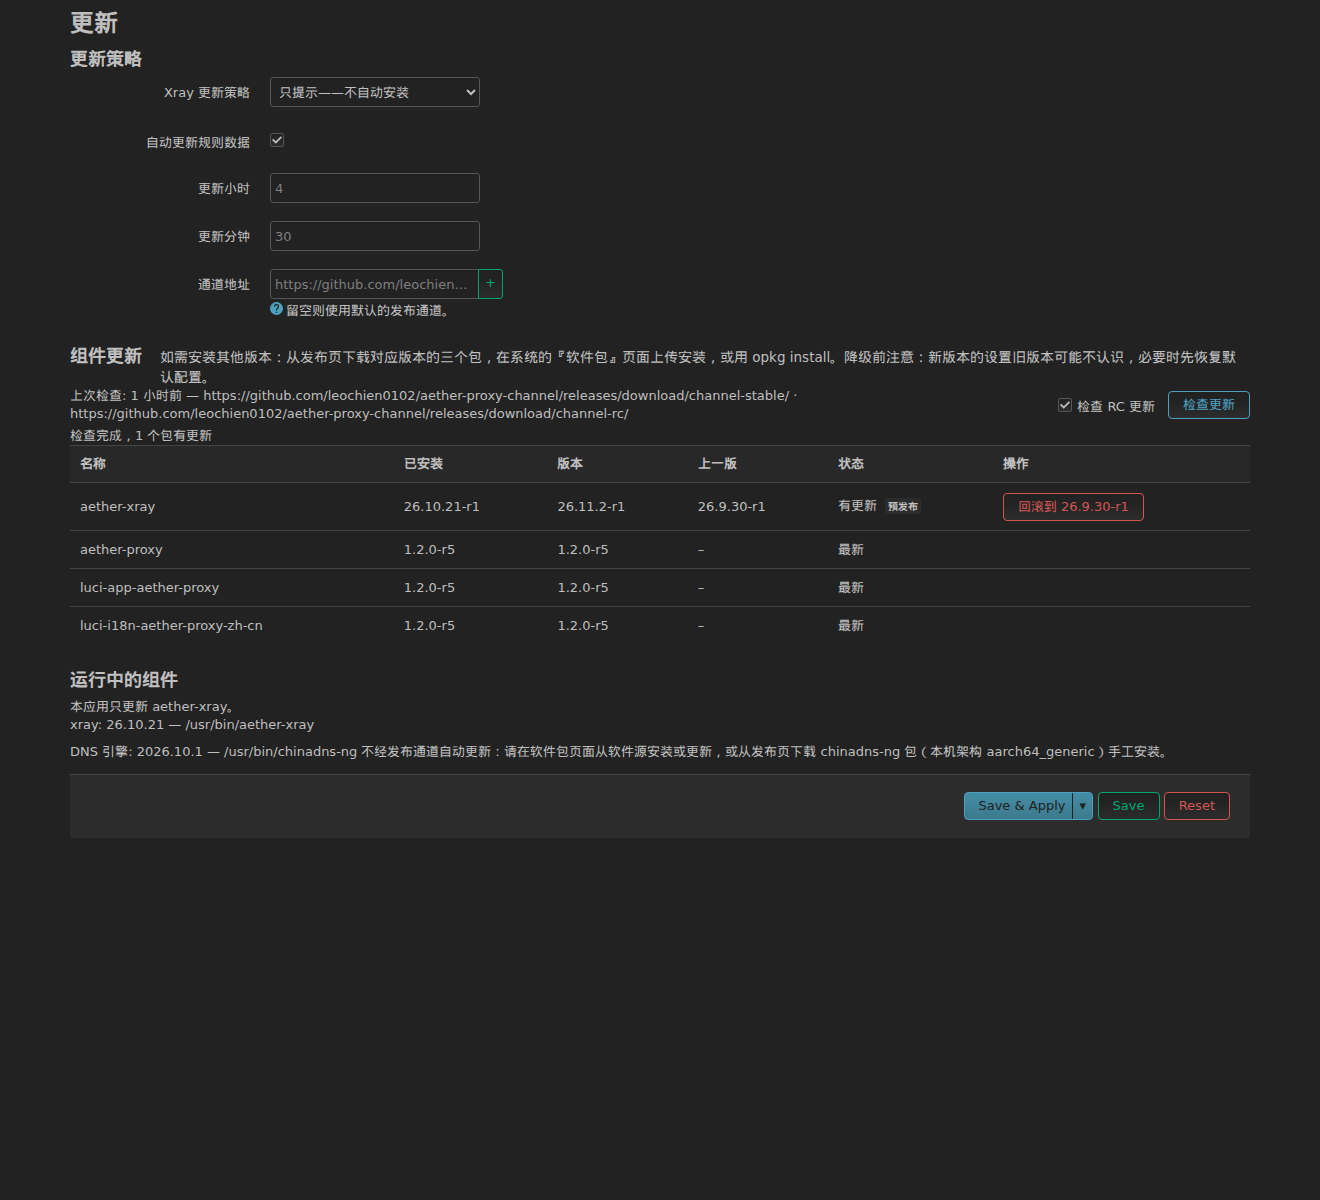 更新
更新策略
Xray 更新策略 只提示——不自动安装
自动更新规则数据
更新小时 4
更新分钟 30
通道地址 https://github.com/leochien... +
? 留空则使用默认的发布通道。
组件更新 如需安装其他版本：从发布页下载对应版本的三个包，在系统的『软件包』页面上传安装，或用 opkg install。降级前注意：新版本的设置旧版本可能不认识，必要时先恢复默
认配置。
上次检查: 1 小时前 — https://github.com/leochien0102/aether-proxy-channel/releases/download/channel-stable/ ·
https://github.com/leochien0102/aether-proxy-channel/releases/download/channel-rc/
检查 RC 更新 检查更新
检查完成，1 个包有更新
名称 已安装 版本 上一版 状态 操作
aether-xray 26.10.21-r1 26.11.2-r1 26.9.30-r1 有更新 预发布 回滚到 26.9.30-r1
aether-proxy 1.2.0-r5 1.2.0-r5 – 最新
luci-app-aether-proxy 1.2.0-r5 1.2.0-r5 – 最新
luci-i18n-aether-proxy-zh-cn 1.2.0-r5 1.2.0-r5 – 最新
运行中的组件
本应用只更新 aether-xray。
xray: 26.10.21 — /usr/bin/aether-xray
DNS 引擎: 2026.10.1 — /usr/bin/chinadns-ng 不经发布通道自动更新：请在软件包页面从软件源安装或更新，或从发布页下载 chinadns-ng 包（本机架构 aarch64_generic）手工安装。
Save & Apply ▾ Save Reset